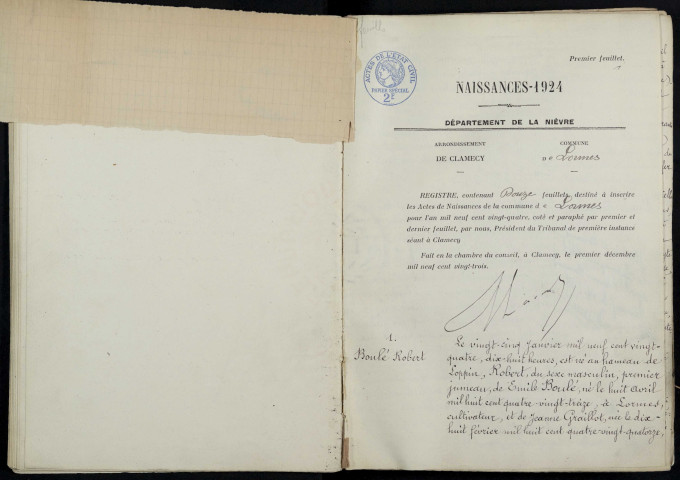 Premier feuillet.
ACTES DE L'ETAT CIVIL
PAPIER SPECIAL
NAISSANCES-1924
DÉPARTEMENT DE LA NIÈVRE
ARRONDISSEMENT
DE CLAMECY
COMMUNE
De Lormes
REGISTRE, contenant Douze feuillets, destiné à inscrire
les Actes de Naissances de la commune de Lormes
pour l'an mil neuf cent vingt-quatre, coté et paraphé par premier et
dernier feuillet, par nous, Président du Tribunal de première instance
séant à Clamecy
Fait en la chambre du conseil, à Clamecy, le premier décembre
mil neuf cent vingt-trois.
1.
Boulé Robert
Le vingt-cinq Janvier mil neuf cent vingt-
quatre, dix-huit heures, est né au hameau de
Loppin, Robert, du sexe masculin, premier
jumeau, de Emile Boulé, né le huit avril
mil huit cent quatre-vingt-treize, à Lormes,
cultivateur, et de Jeanne Graillot, née le dix-
huit février mil huit cent quatre-vingt-quatorze,